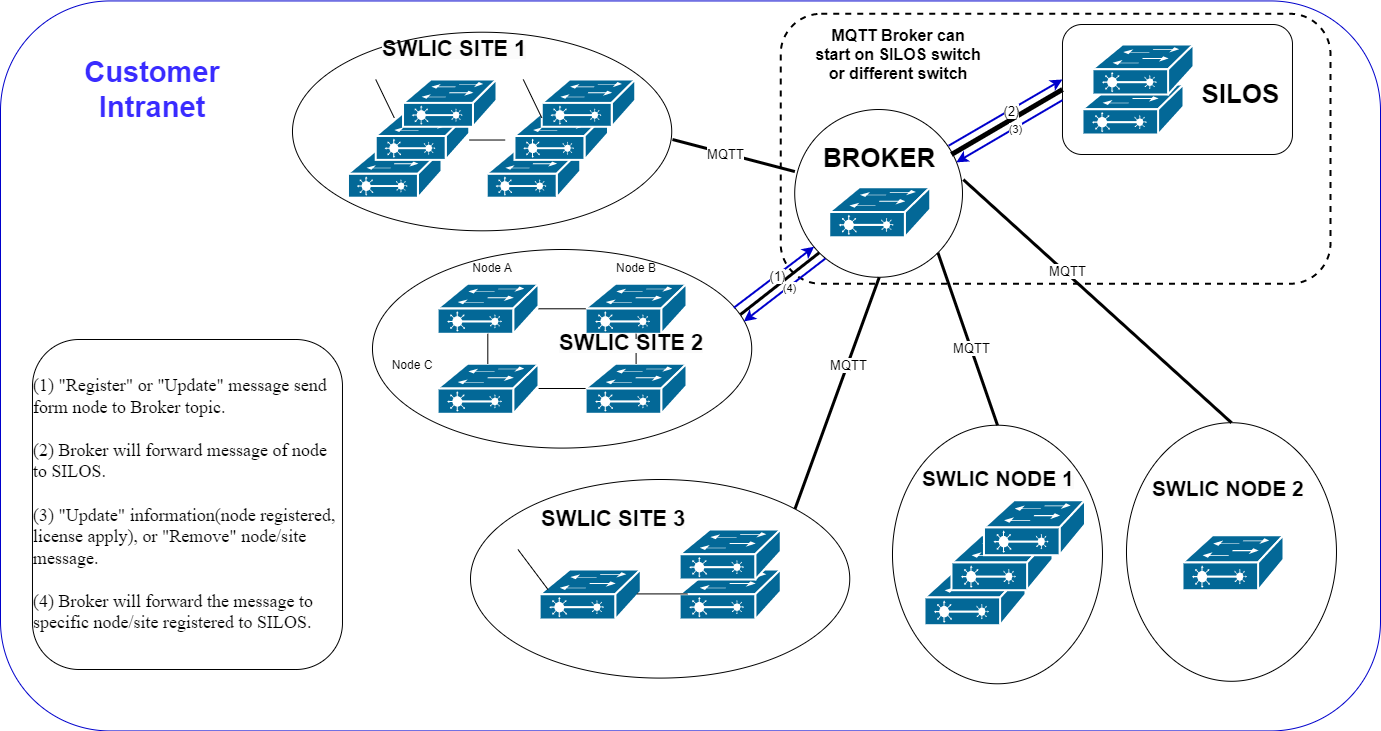 Customer
Intranet
SWLIC SITE 1
MQTT Broker can
start on SILOS switch
or different switch
SILOS
(2)
(3)
BROKER
MQTT
Node A
Node B
(1)
(4)
MQTT
SWLIC SITE 2
Node C
MQTT
MQTT
(1) "Register" or "Update" message send
form node to Broker topic.
(2) Broker will forward message of node
to SILOS.
(3) "Update" information(node registered,
license apply), or "Remove" node/site
message.
(4) Broker will forward the message to
specific node/site registered to SILOS.
SWLIC SITE 3
SWLIC NODE 1
SWLIC NODE 2